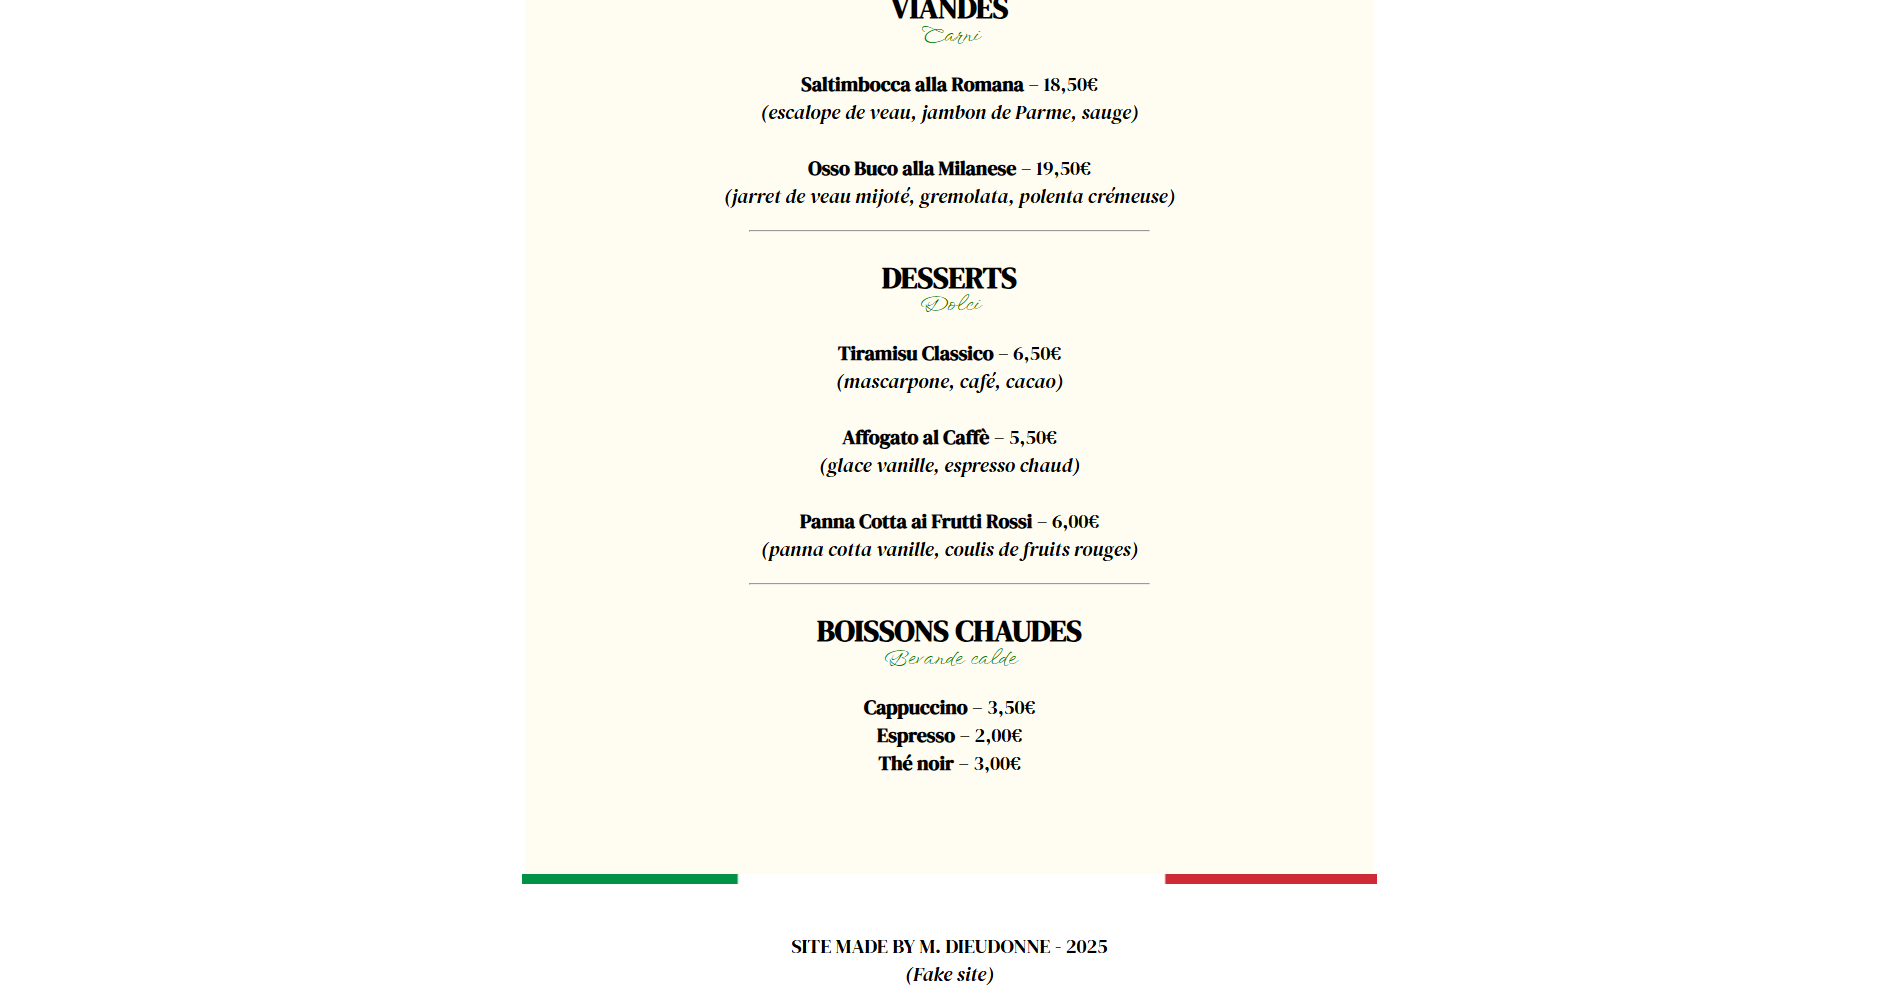 VIANDES
Carni
Saltimbocca alla Romana – 18,50€
(escalope de veau, jambon de Parme, sauge)
Osso Buco alla Milanese – 19,50€
(jarret de veau mijoté, gremolata, polenta crémeuse)
DESSERTS
Dolci
Tiramisu Classico – 6,50€
(mascarpone, café, cacao)
Affogato al Caffè – 5,50€
(glace vanille, espresso chaud)
Panna Cotta ai Frutti Rossi – 6,00€
(panna cotta vanille, coulis de fruits rouges)
BOISSONS CHAUDES
Bevande calde
Cappuccino – 3,50€
Espresso – 2,00€
Thé noir – 3,00€
SITE MADE BY M. DIEUDONNE - 2025
(Fake site)